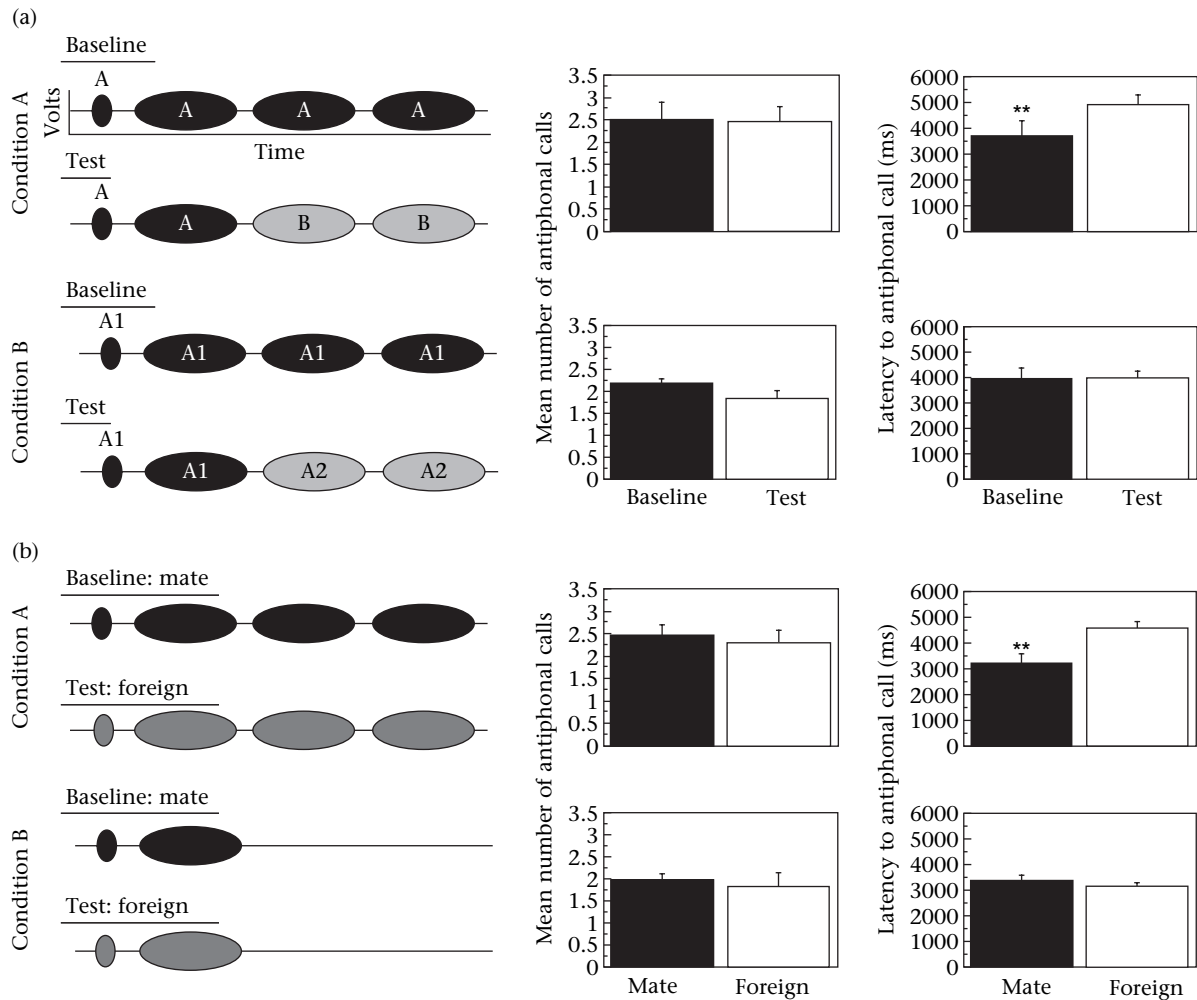 (a)
Condition A
Baseline
A
Volts
A A A
Time
Test
A
A B B
Condition B
Baseline
A1
A1 A1 A1
Test
A1
A1 A2 A2
Mean number of antiphonal calls
3.5
3
2.5
2
1.5
1
0.5
0
3.5
3
2.5
2
1.5
1
0.5
0
Baseline Test
Latency to antiphonal call (ms)
6000
5000
4000
3000
2000
1000
0
**
6000
5000
4000
3000
2000
1000
0
Baseline Test
(b)
Condition A
Baseline: mate
Test: foreign
Condition B
Baseline: mate
Test: foreign
Mean number of antiphonal calls
3.5
3
2.5
2
1.5
1
0.5
0
3.5
3
2.5
2
1.5
1
0.5
0
Mate Foreign
Latency to antiphonal call (ms)
6000
5000
4000
3000
2000
1000
0
**
6000
5000
4000
3000
2000
1000
0
Mate Foreign